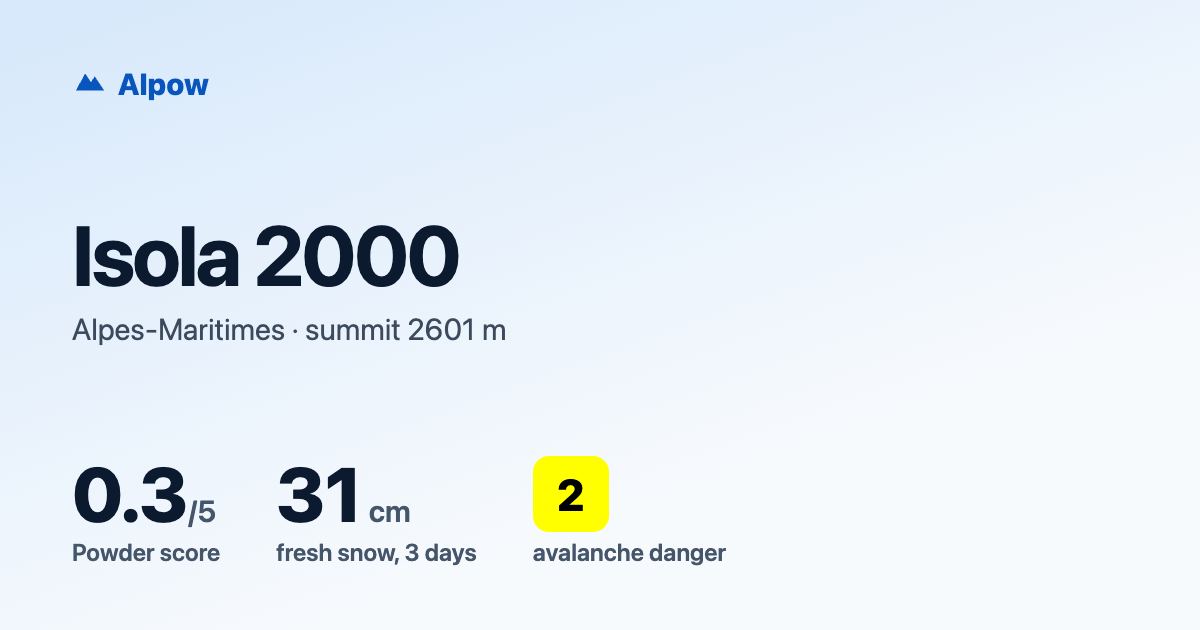 Alpow
Isola 2000
Alpes-Maritimes · summit 2601 m
0.3/5 31 cm 2
Powder score fresh snow, 3 days avalanche danger